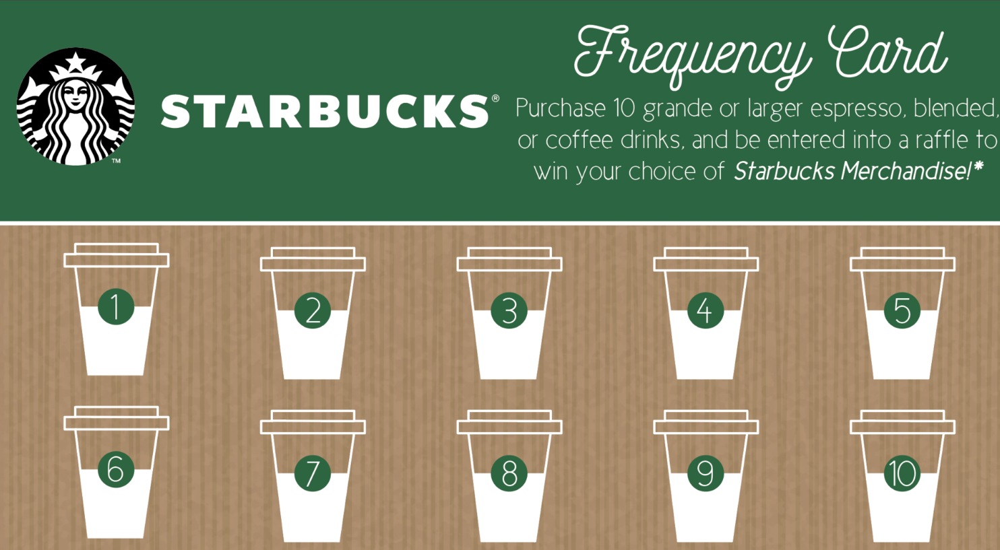 Frequency Card
STARBUCKS®
Purchase 10 grande or larger espresso, blended,
or coffee drinks, and be entered into a raffle to
win your choice of Starbucks Merchandise!*
TM
1
2
3
4
5
6
7
8
9
10